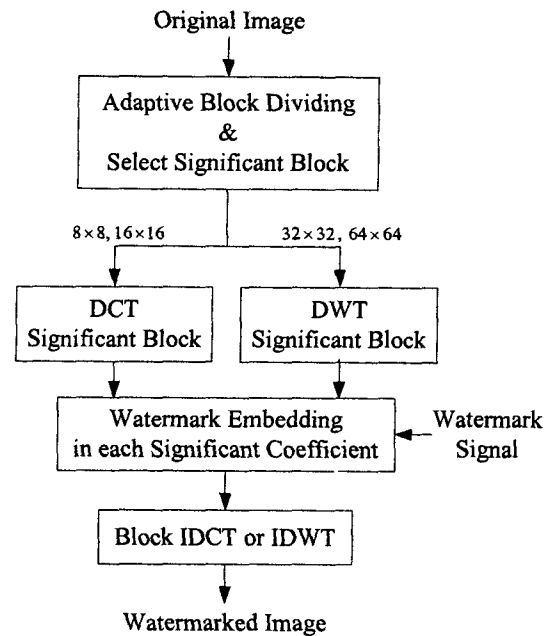 Original Image
Adaptive Block Dividing
&
Select Significant Block
8×8, 16×16
32×32, 64×64
DCT
Significant Block
DWT
Significant Block
Watermark Embedding
in each Significant Coefficient
Watermark
Signal
Block IDCT or IDWT
Watermarked Image